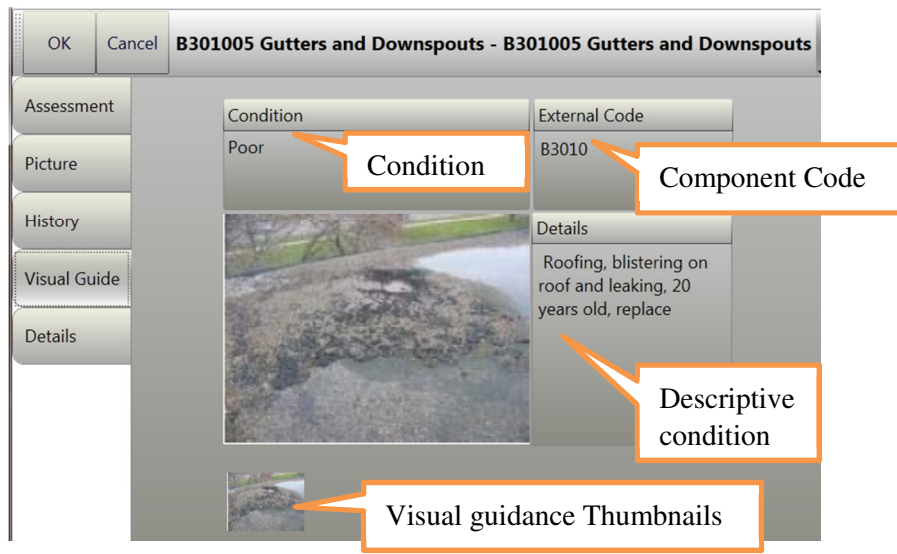 OK
Cancel
B301005 Gutters and Downspouts - B301005 Gutters and Downspouts
Assessment
Picture
History
Visual Guide
Details
Condition
Poor
External Code
B3010
Condition
Component Code
Details
Roofing, blistering on
roof and leaking, 20
years old, replace
Descriptive
condition
Visual guidance Thumbnails